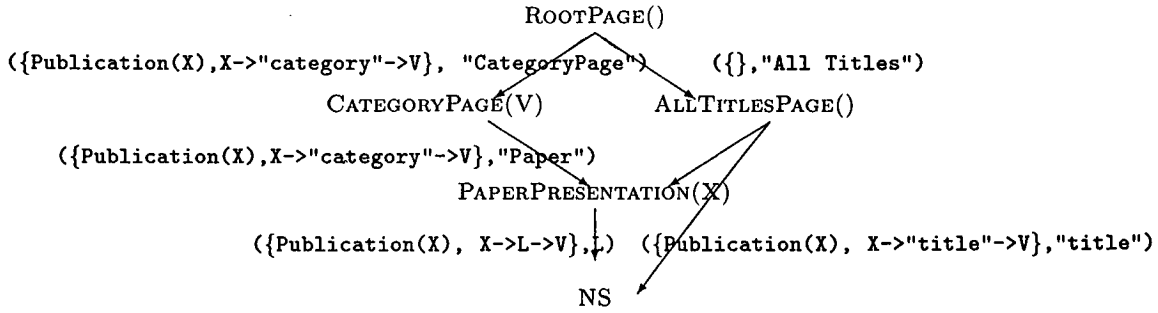 ROOTPAGE()
({Publication(X),X->"category"->V}, "CategoryPage") ({},"All Titles")
CATEGORYPAGE(V) ALLTITLESPAGE()
({Publication(X),X->"category"->V},"Paper")
PAPERPRESENTATION(X)
({Publication(X), X->L->V},L) ({Publication(X), X->"title"->V},"title")
NS